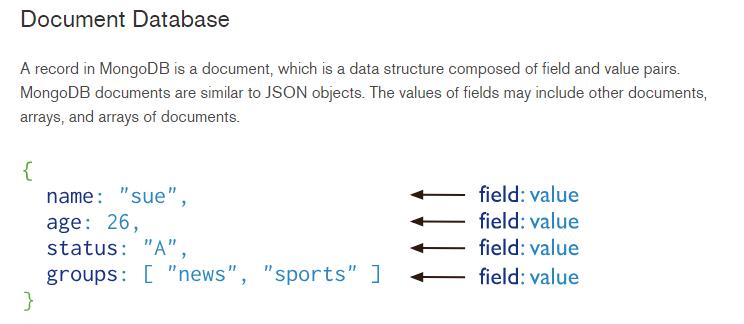 Document Database
A record in MongoDB is a document, which is a data structure composed of field and value pairs.
MongoDB documents are similar to JSON objects. The values of fields may include other documents,
arrays, and arrays of documents.
{
name: "sue", field: value
age: 26, field: value
status: "A", field: value
groups: [ "news", "sports" ] field: value
}